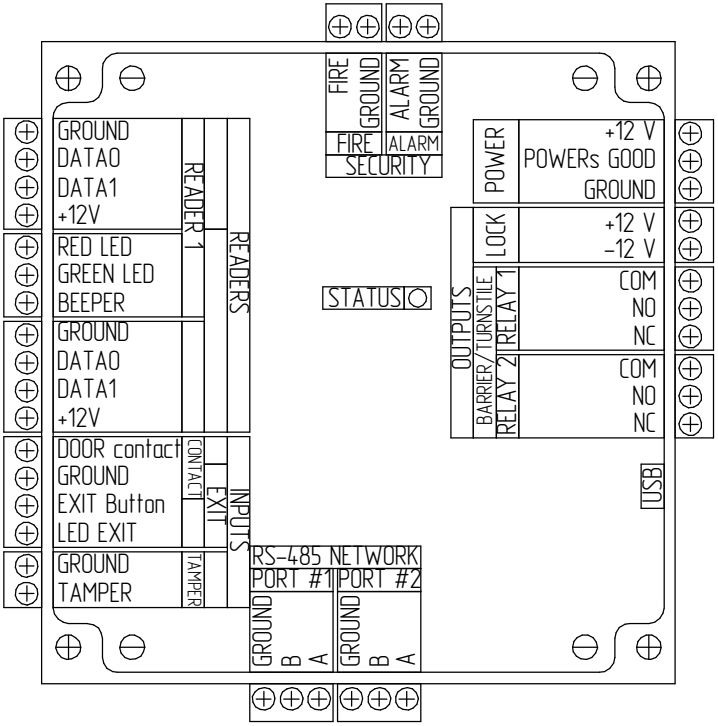 FIRE
GROUND
ALARM
GROUND
FIRE
ALARM
SECURITY
GROUND
DATA0
DATA1
+12V
READER 1
READERS
RED LED
GREEN LED
BEEPER
GROUND
DATA0
DATA1
+12V
DOOR contact
GROUND
EXIT Button
LED EXIT
CONTACT
EXIT
INPUTS
GROUND
TAMPER
TAMPER
STATUS
POWER
+12 V
POWERs GOOD
GROUND
LOCK
+12 V
-12 V
OUTPUTS
BARRIER/TURNSTILE
RELAY 1
COM
NO
NC
RELAY 2
COM
NO
NC
USB
RS-485 NETWORK
PORT #1
PORT #2
GROUND
B
A
GROUND
B
A